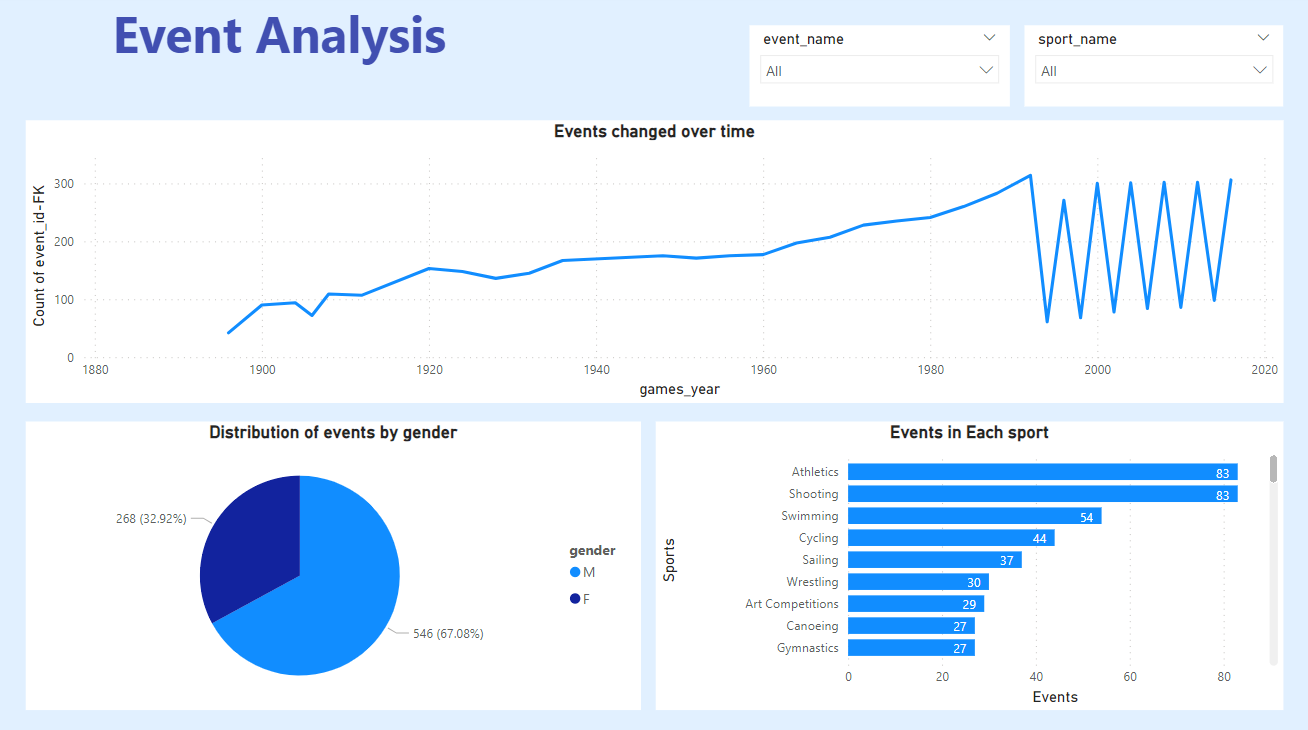 Event Analysis
event_name
All
sport_name
All
Events changed over time
Count of event_id-FK
300
200
100
0
1880 1900 1920 1940 1960 1980 2000 2020
games_year
Distribution of events by gender
268 (32.92%)
546 (67.08%)
gender
M
F
Events in Each sport
Sports
Athletics 83
Shooting 83
Swimming 54
Cycling 44
Sailing 37
Wrestling 30
Art Competitions 29
Canoeing 27
Gymnastics 27
0 20 40 60 80
Events